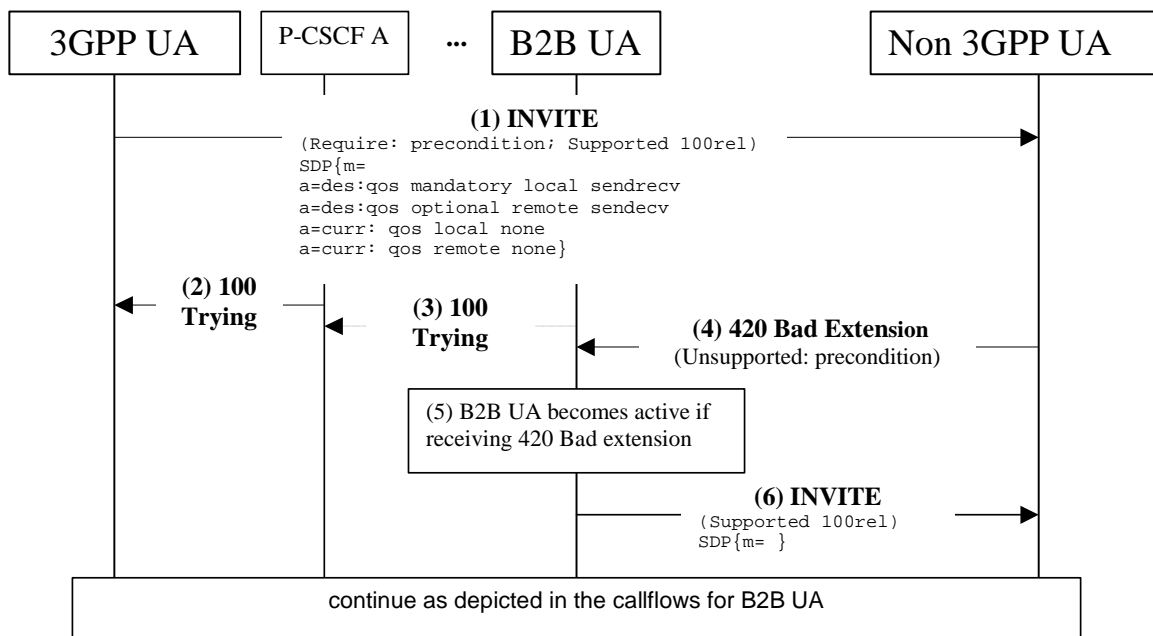 3GPP UA
P-CSCF A
...
B2B UA
Non 3GPP UA
(1) INVITE
(Require: precondition; Supported 100rel)
SDP{m=
a=des:qos mandatory local sendrecv
a=des:qos optional remote sendecv
a=curr: qos local none
a=curr: qos remote none}
(2) 100
Trying
(3) 100
Trying
(4) 420 Bad Extension
(Unsupported: precondition)
(5) B2B UA becomes active if
receiving 420 Bad extension
(6) INVITE
(Supported 100rel)
SDP{m= }
continue as depicted in the callflows for B2B UA